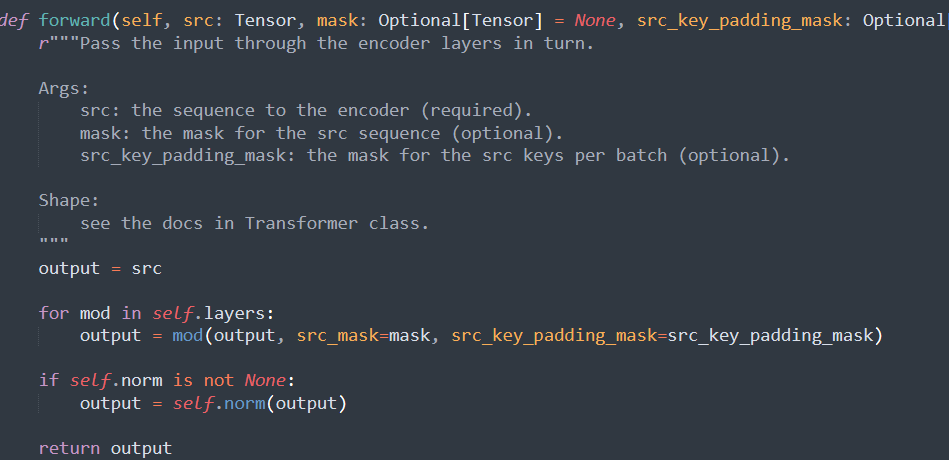 def forward(self, src: Tensor, mask: Optional[Tensor] = None, src_key_padding_mask: Optional[
    r"""Pass the input through the encoder layers in turn.

    Args:
        src: the sequence to the encoder (required).
        mask: the mask for the src sequence (optional).
        src_key_padding_mask: the mask for the src keys per batch (optional).

    Shape:
        see the docs in Transformer class.
    """
    output = src

    for mod in self.layers:
        output = mod(output, src_mask=mask, src_key_padding_mask=src_key_padding_mask)

    if self.norm is not None:
        output = self.norm(output)

    return output